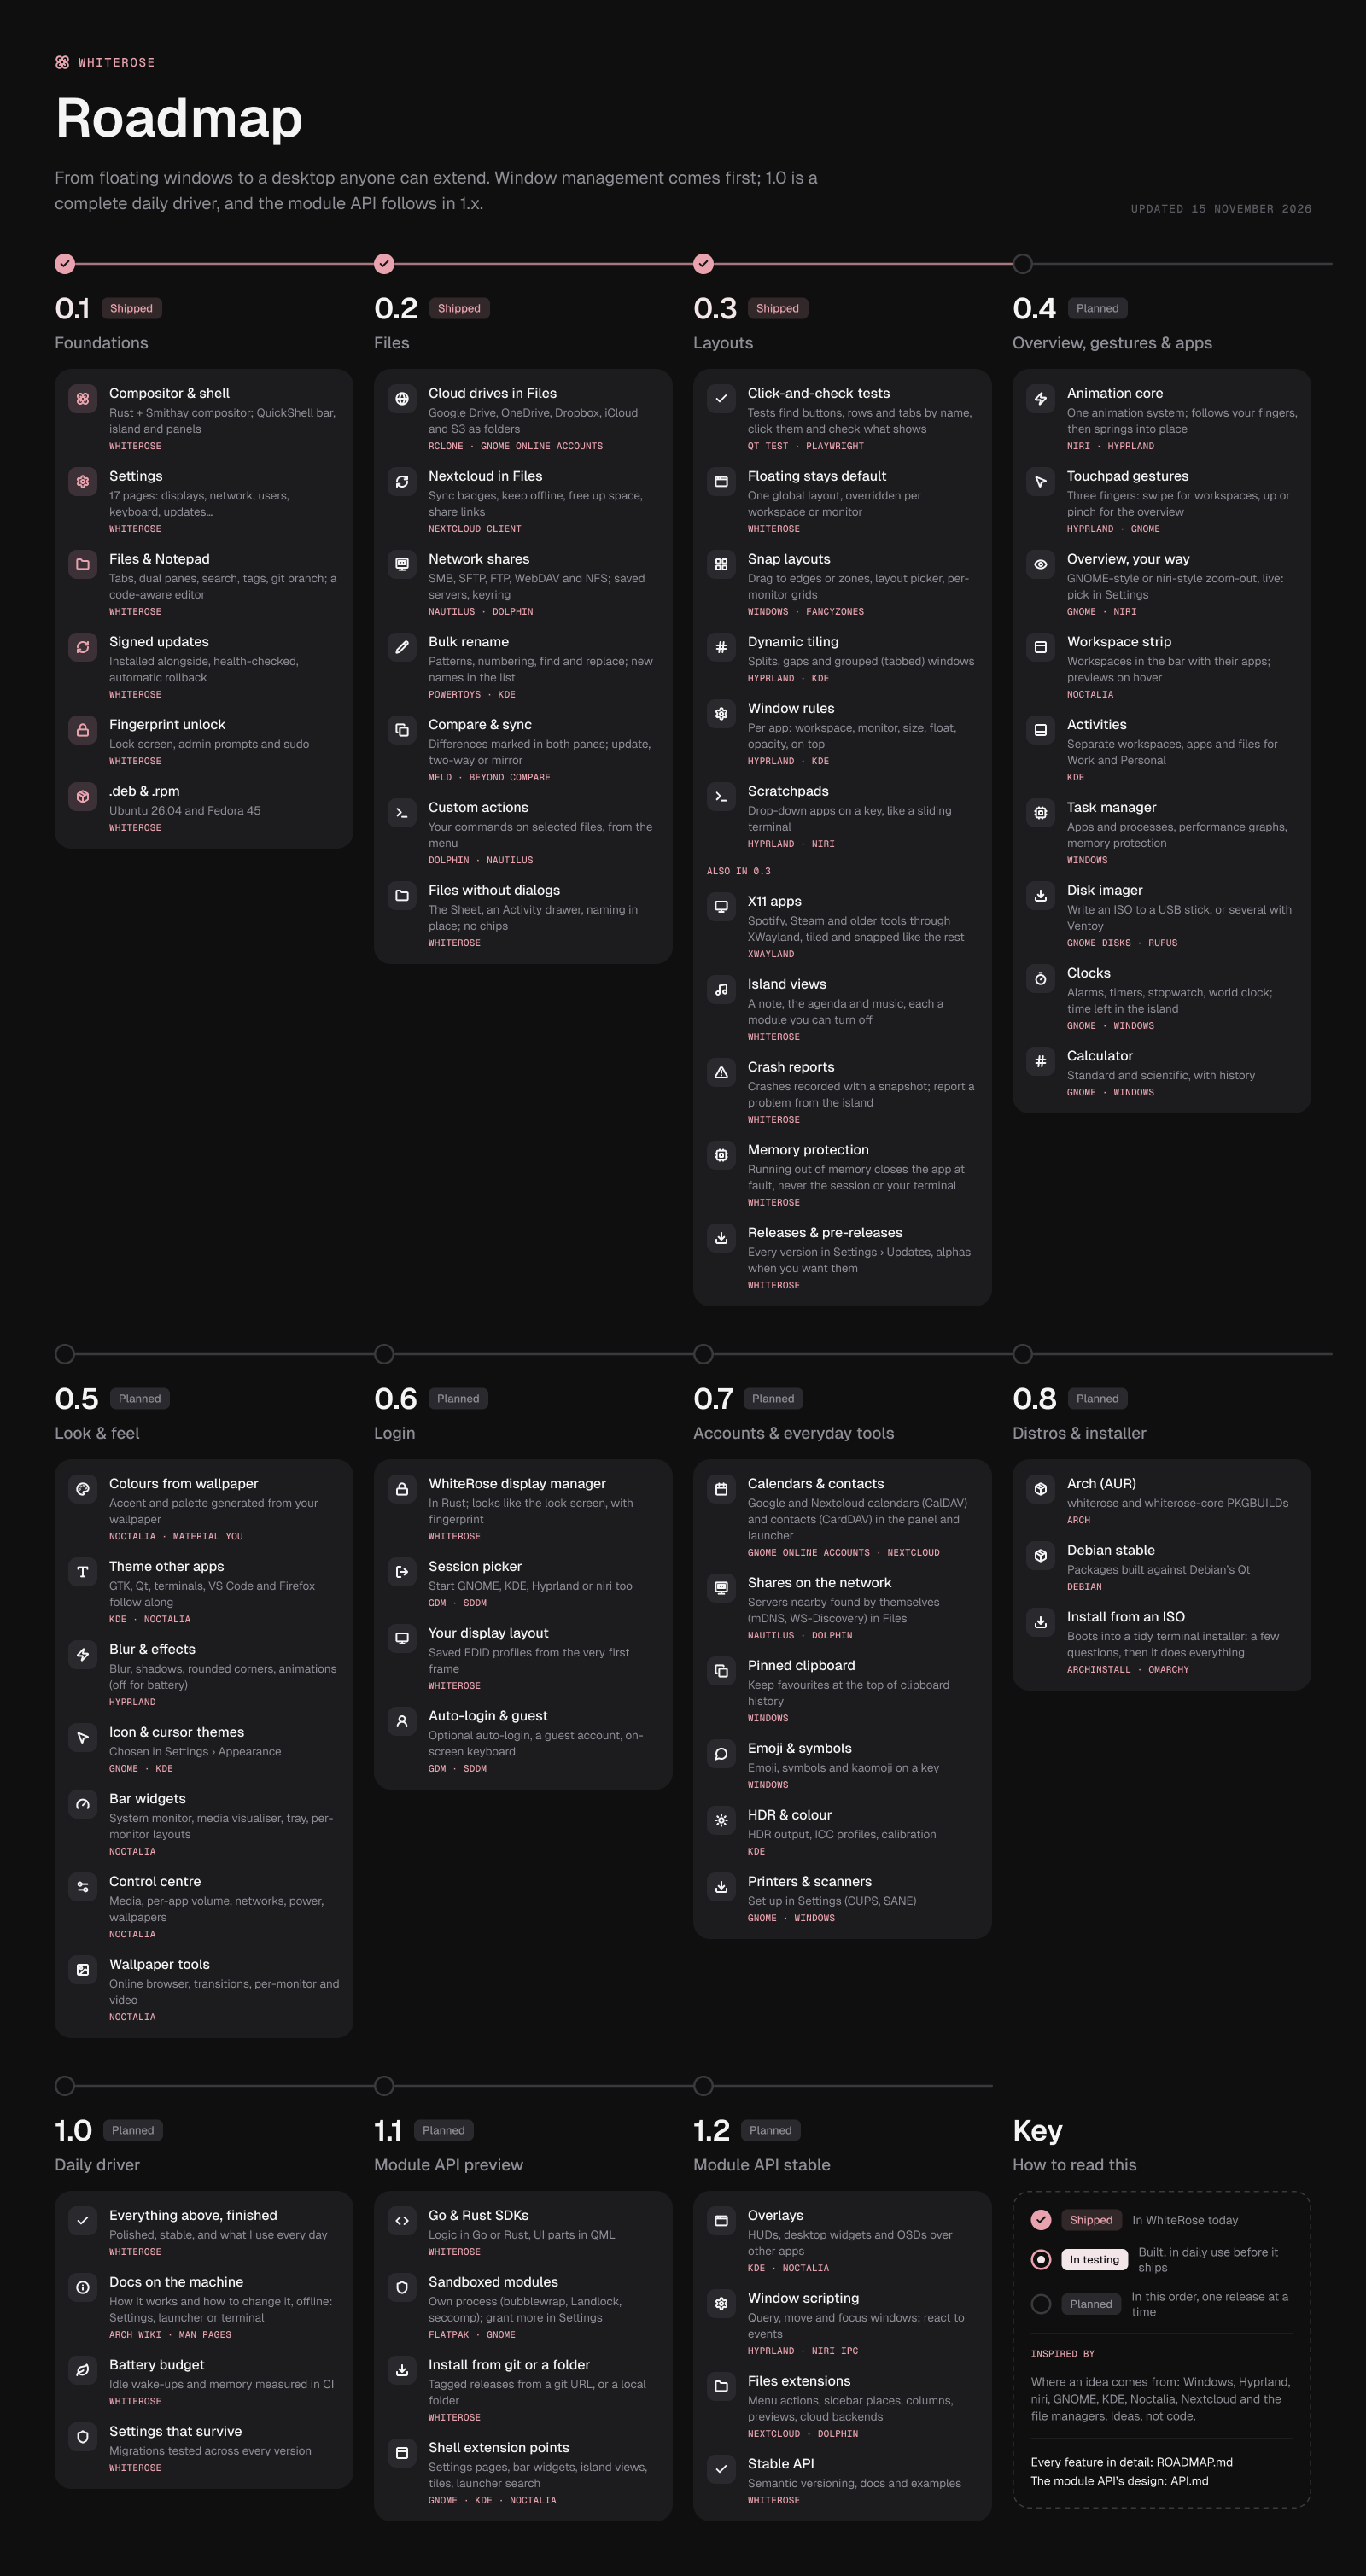 WHITEROSE
Roadmap
From floating windows to a desktop anyone can extend. Window management comes first; 1.0 is a
complete daily driver, and the module API follows in 1.x.
UPDATED 15 NOVEMBER 2026
0.1 Shipped
Foundations
Compositor & shell
Rust + Smithay compositor; QuickShell bar,
island and panels
WHITEROSE
Settings
17 pages: displays, network, users,
keyboard, updates…
WHITEROSE
Files & Notepad
Tabs, dual panes, search, tags, git branch; a
code-aware editor
WHITEROSE
Signed updates
Installed alongside, health-checked,
automatic rollback
WHITEROSE
Fingerprint unlock
Lock screen, admin prompts and sudo
WHITEROSE
.deb & .rpm
Ubuntu 26.04 and Fedora 45
WHITEROSE
0.2 Shipped
Files
Cloud drives in Files
Google Drive, OneDrive, Dropbox, iCloud
and S3 as folders
RCLONE · GNOME ONLINE ACCOUNTS
Nextcloud in Files
Sync badges, keep offline, free up space,
share links
NEXTCLOUD CLIENT
Network shares
SMB, SFTP, FTP, WebDAV and NFS; saved
servers, keyring
NAUTILUS · DOLPHIN
Bulk rename
Patterns, numbering, find and replace; new
names in the list
POWERTOYS · KDE
Compare & sync
Differences marked in both panes; update,
two-way or mirror
MELD · BEYOND COMPARE
Custom actions
Your commands on selected files, from the
menu
DOLPHIN · NAUTILUS
Files without dialogs
The Sheet, an Activity drawer, naming in
place; no chips
WHITEROSE
0.3 Shipped
Layouts
Click-and-check tests
Tests find buttons, rows and tabs by name,
click them and check what shows
QT TEST · PLAYWRIGHT
Floating stays default
One global layout, overridden per
workspace or monitor
WHITEROSE
Snap layouts
Drag to edges or zones, layout picker, per-
monitor grids
WINDOWS · FANCYZONES
Dynamic tiling
Splits, gaps and grouped (tabbed) windows
HYPRLAND · KDE
Window rules
Per app: workspace, monitor, size, float,
opacity, on top
HYPRLAND · KDE
Scratchpads
Drop-down apps on a key, like a sliding
terminal
HYPRLAND · NIRI
ALSO IN 0.3
X11 apps
Spotify, Steam and older tools through
XWayland, tiled and snapped like the rest
XWAYLAND
Island views
A note, the agenda and music, each a
module you can turn off
WHITEROSE
Crash reports
Crashes recorded with a snapshot; report a
problem from the island
WHITEROSE
Memory protection
Running out of memory closes the app at
fault, never the session or your terminal
WHITEROSE
Releases & pre-releases
Every version in Settings › Updates, alphas
when you want them
WHITEROSE
0.4 Planned
Overview, gestures & apps
Animation core
One animation system; follows your fingers,
then springs into place
NIRI · HYPRLAND
Touchpad gestures
Three fingers: swipe for workspaces, up or
pinch for the overview
HYPRLAND · GNOME
Overview, your way
GNOME-style or niri-style zoom-out, live:
pick in Settings
GNOME · NIRI
Workspace strip
Workspaces in the bar with their apps;
previews on hover
NOCTALIA
Activities
Separate workspaces, apps and files for
Work and Personal
KDE
Task manager
Apps and processes, performance graphs,
memory protection
WINDOWS
Disk imager
Write an ISO to a USB stick, or several with
Ventoy
GNOME DISKS · RUFUS
Clocks
Alarms, timers, stopwatch, world clock;
time left in the island
GNOME · WINDOWS
Calculator
Standard and scientific, with history
GNOME · WINDOWS
0.5 Planned
Look & feel
Colours from wallpaper
Accent and palette generated from your
wallpaper
NOCTALIA · MATERIAL YOU
Theme other apps
GTK, Qt, terminals, VS Code and Firefox
follow along
KDE · NOCTALIA
Blur & effects
Blur, shadows, rounded corners, animations
(off for battery)
HYPRLAND
Icon & cursor themes
Chosen in Settings › Appearance
GNOME · KDE
Bar widgets
System monitor, media visualiser, tray, per-
monitor layouts
NOCTALIA
Control centre
Media, per-app volume, networks, power,
wallpapers
NOCTALIA
Wallpaper tools
Online browser, transitions, per-monitor and
video
NOCTALIA
0.6 Planned
Login
WhiteRose display manager
In Rust; looks like the lock screen, with
fingerprint
WHITEROSE
Session picker
Start GNOME, KDE, Hyprland or niri too
GDM · SDDM
Your display layout
Saved EDID profiles from the very first
frame
WHITEROSE
Auto-login & guest
Optional auto-login, a guest account, on-
screen keyboard
GDM · SDDM
0.7 Planned
Accounts & everyday tools
Calendars & contacts
Google and Nextcloud calendars (CalDAV)
and contacts (CardDAV) in the panel and
launcher
GNOME ONLINE ACCOUNTS · NEXTCLOUD
Shares on the network
Servers nearby found by themselves
(mDNS, WS-Discovery) in Files
NAUTILUS · DOLPHIN
Pinned clipboard
Keep favourites at the top of clipboard
history
WINDOWS
Emoji & symbols
Emoji, symbols and kaomoji on a key
WINDOWS
HDR & colour
HDR output, ICC profiles, calibration
KDE
Printers & scanners
Set up in Settings (CUPS, SANE)
GNOME · WINDOWS
0.8 Planned
Distros & installer
Arch (AUR)
whiterose and whiterose-core PKGBUILDs
ARCH
Debian stable
Packages built against Debian's Qt
DEBIAN
Install from an ISO
Boots into a tidy terminal installer: a few
questions, then it does everything
ARCHINSTALL · OMARCHY
1.0 Planned
Daily driver
Everything above, finished
Polished, stable, and what I use every day
WHITEROSE
Docs on the machine
How it works and how to change it, offline:
Settings, launcher or terminal
ARCH WIKI · MAN PAGES
Battery budget
Idle wake-ups and memory measured in CI
WHITEROSE
Settings that survive
Migrations tested across every version
WHITEROSE
1.1 Planned
Module API preview
Go & Rust SDKs
Logic in Go or Rust, UI parts in QML
WHITEROSE
Sandboxed modules
Own process (bubblewrap, Landlock,
seccomp); grant more in Settings
FLATPAK · GNOME
Install from git or a folder
Tagged releases from a git URL, or a local
folder
WHITEROSE
Shell extension points
Settings pages, bar widgets, island views,
tiles, launcher search
GNOME · KDE · NOCTALIA
1.2 Planned
Module API stable
Overlays
HUDs, desktop widgets and OSDs over
other apps
KDE · NOCTALIA
Window scripting
Query, move and focus windows; react to
events
HYPRLAND · NIRI IPC
Files extensions
Menu actions, sidebar places, columns,
previews, cloud backends
NEXTCLOUD · DOLPHIN
Stable API
Semantic versioning, docs and examples
WHITEROSE
Key
How to read this
Shipped In WhiteRose today
In testing Built, in daily use before it
ships
Planned In this order, one release at a
time
INSPIRED BY
Where an idea comes from: Windows, Hyprland,
niri, GNOME, KDE, Noctalia, Nextcloud and the
file managers. Ideas, not code.
Every feature in detail: ROADMAP.md
The module API's design: API.md